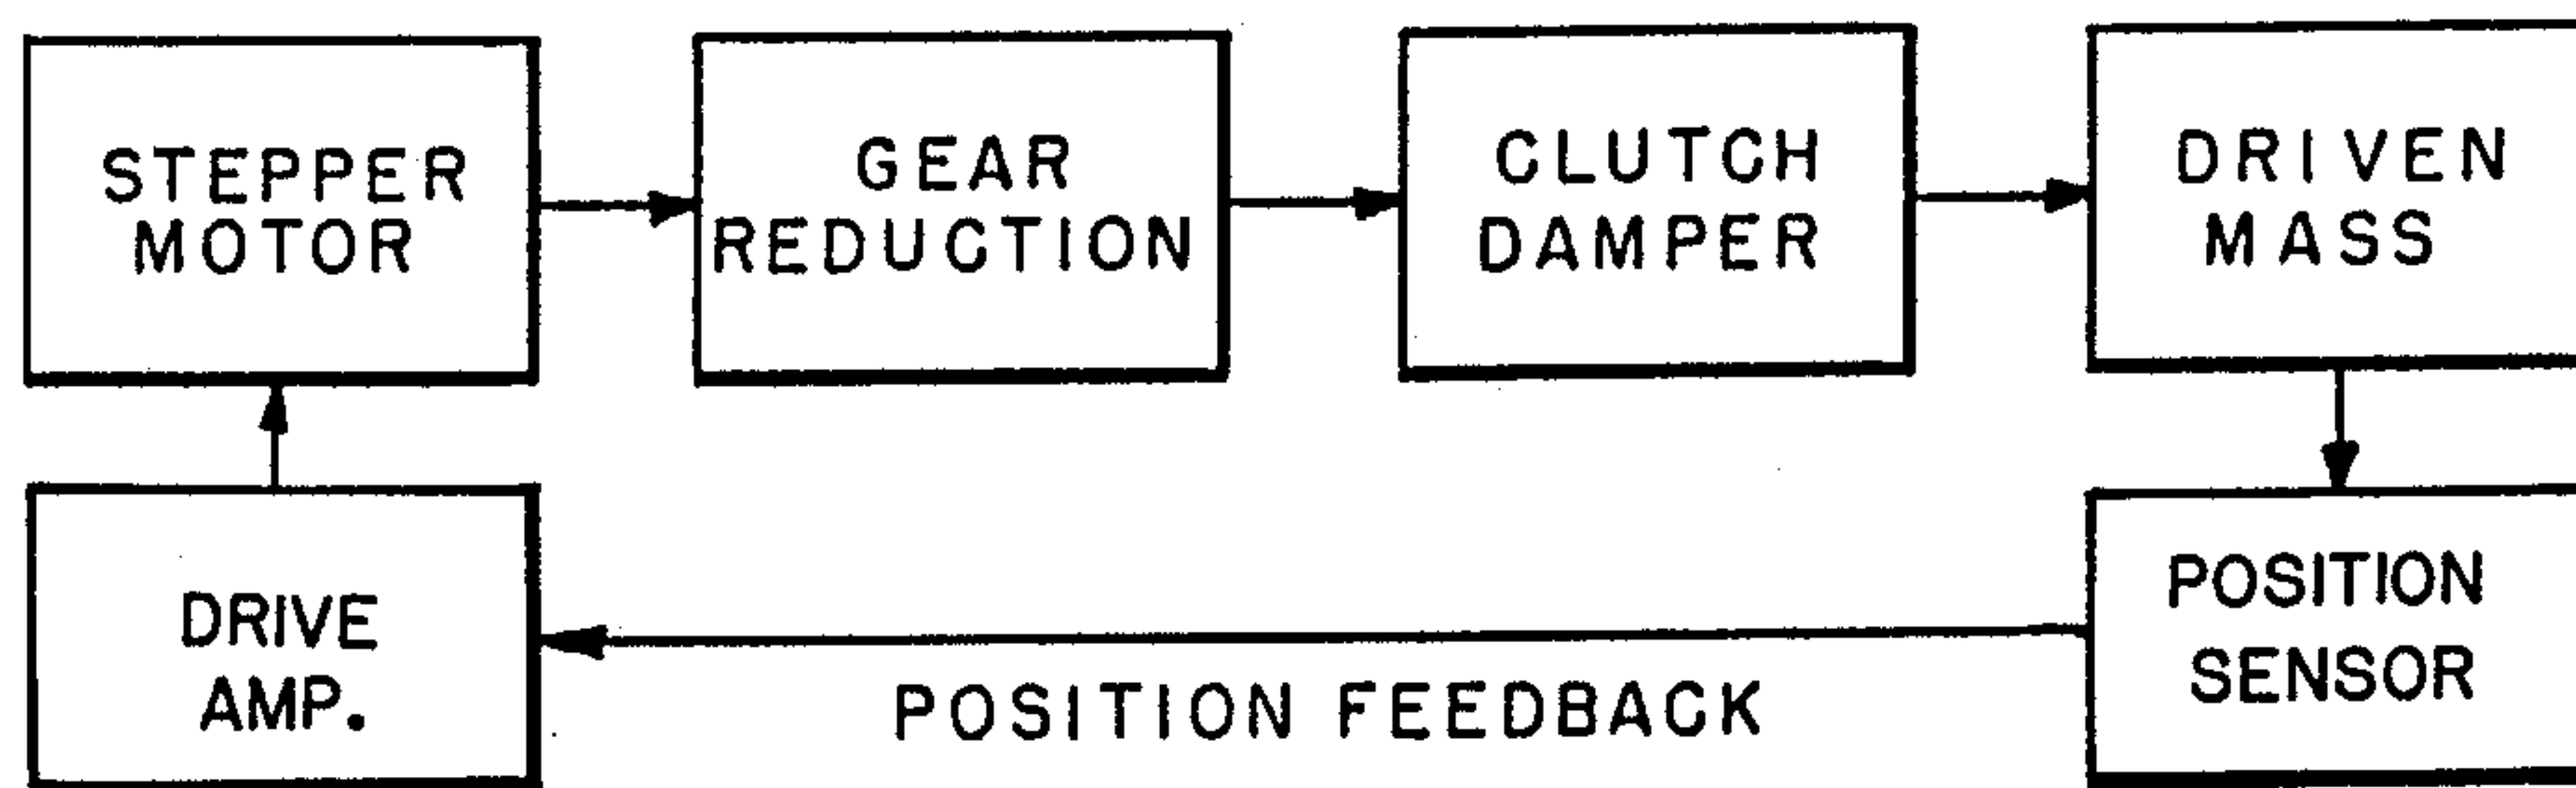 STEPPER
MOTOR
GEAR
REDUCTION
CLUTCH
DAMPER
DRIVEN
MASS
DRIVE
AMP.
POSITION FEEDBACK
POSITION
SENSOR